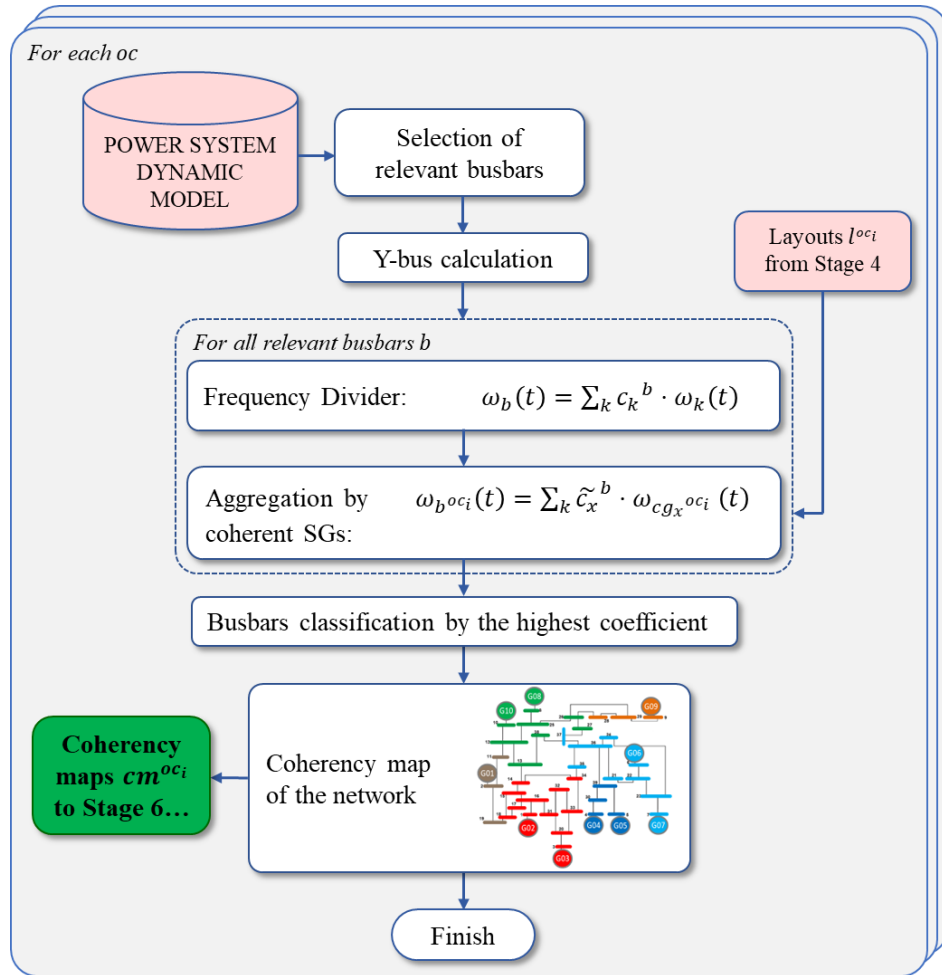 For each oc
POWER SYSTEM
DYNAMIC
MODEL
Selection of
relevant busbars
Y-bus calculation
Layouts l^{oc_i}
from Stage 4
For all relevant busbars b
Frequency Divider: ω_b(t) = ∑_k c_k^b · ω_k(t)
Aggregation by
coherent SGs:
ω_{b^{oc_i}}(t) = ∑_k c̃_x^b · ω_{cg_x^{oc_i}} (t)
Busbars classification by the highest coefficient
Coherency
maps cm^{oc_i}
to Stage 6...
Coherency map
of the network
G08
G10
G09
G06
G01
G02
G04
G05
G07
G03
Finish